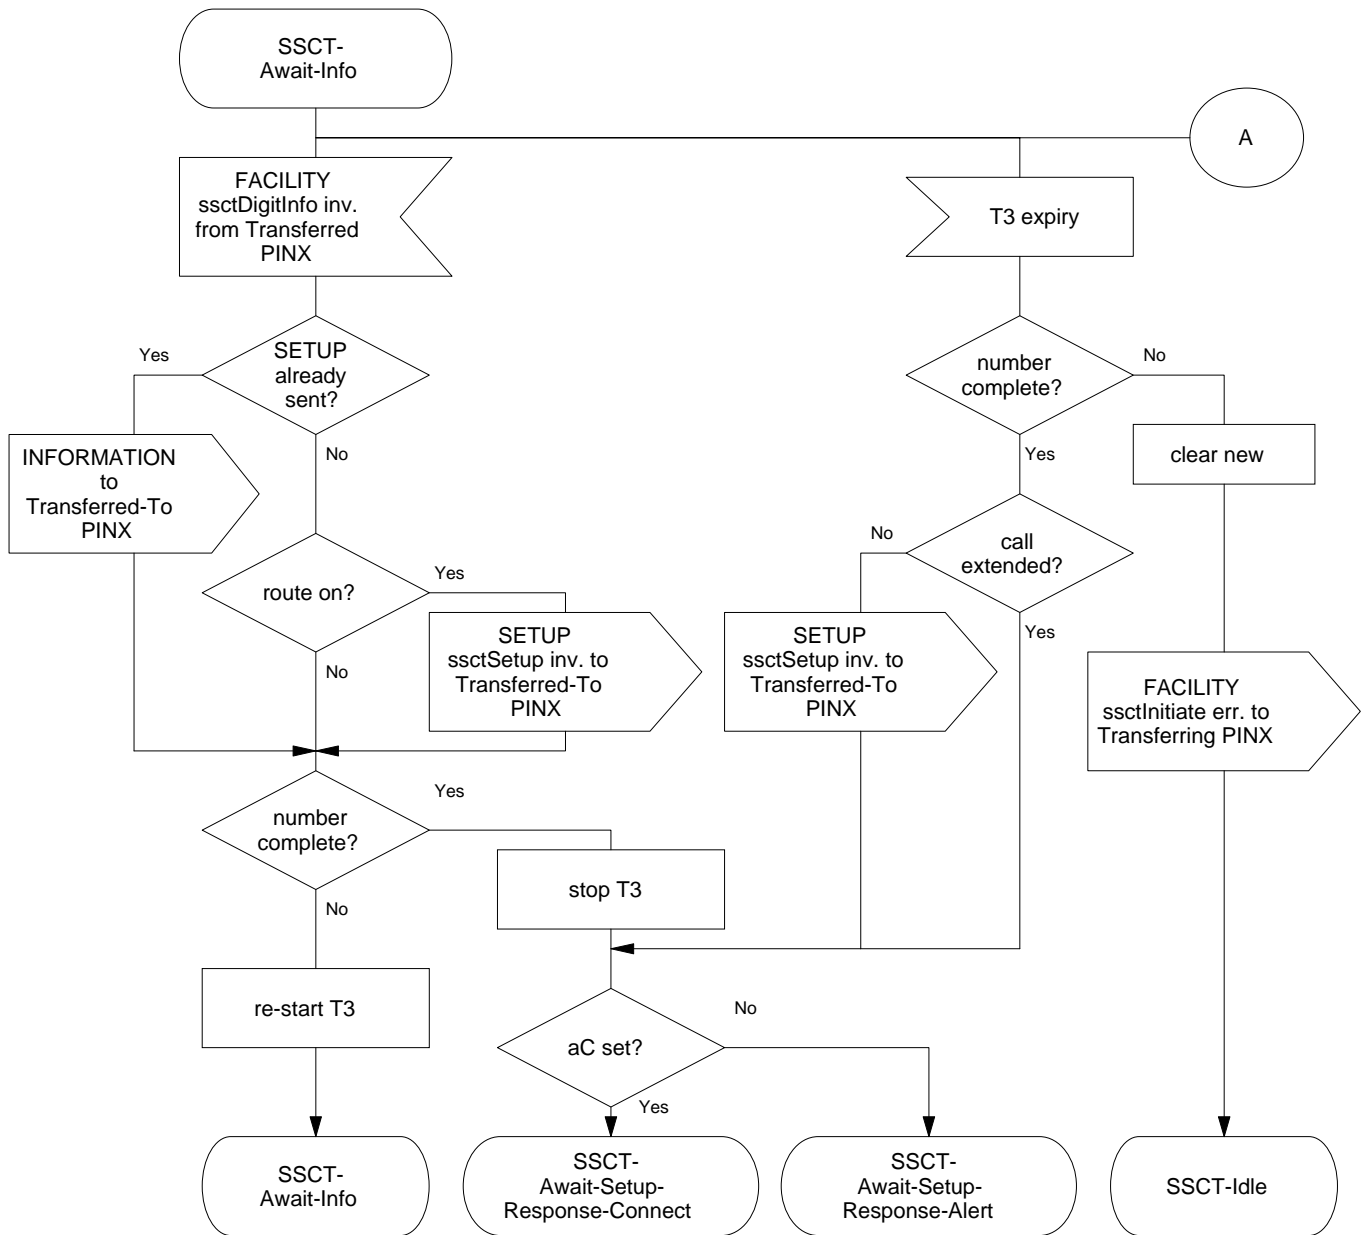 SSCT-
Await-Info
A
FACILITY
ssctDigitInfo inv.
from Transferred
PINX
T3 expiry
Yes
SETUP
already
sent?
No
number
complete?
No
Yes
INFORMATION
to
Transferred-To
PINX
clear new
route on?
Yes
No
No
call
extended?
Yes
SETUP
ssctSetup inv. to
Transferred-To
PINX
SETUP
ssctSetup inv. to
Transferred-To
PINX
FACILITY
ssctInitiate err. to
Transferring PINX
number
complete?
Yes
No
stop T3
re-start T3
aC set?
No
Yes
SSCT-
Await-Info
SSCT-
Await-Setup-
Response-Connect
SSCT-
Await-Setup-
Response-Alert
SSCT-Idle